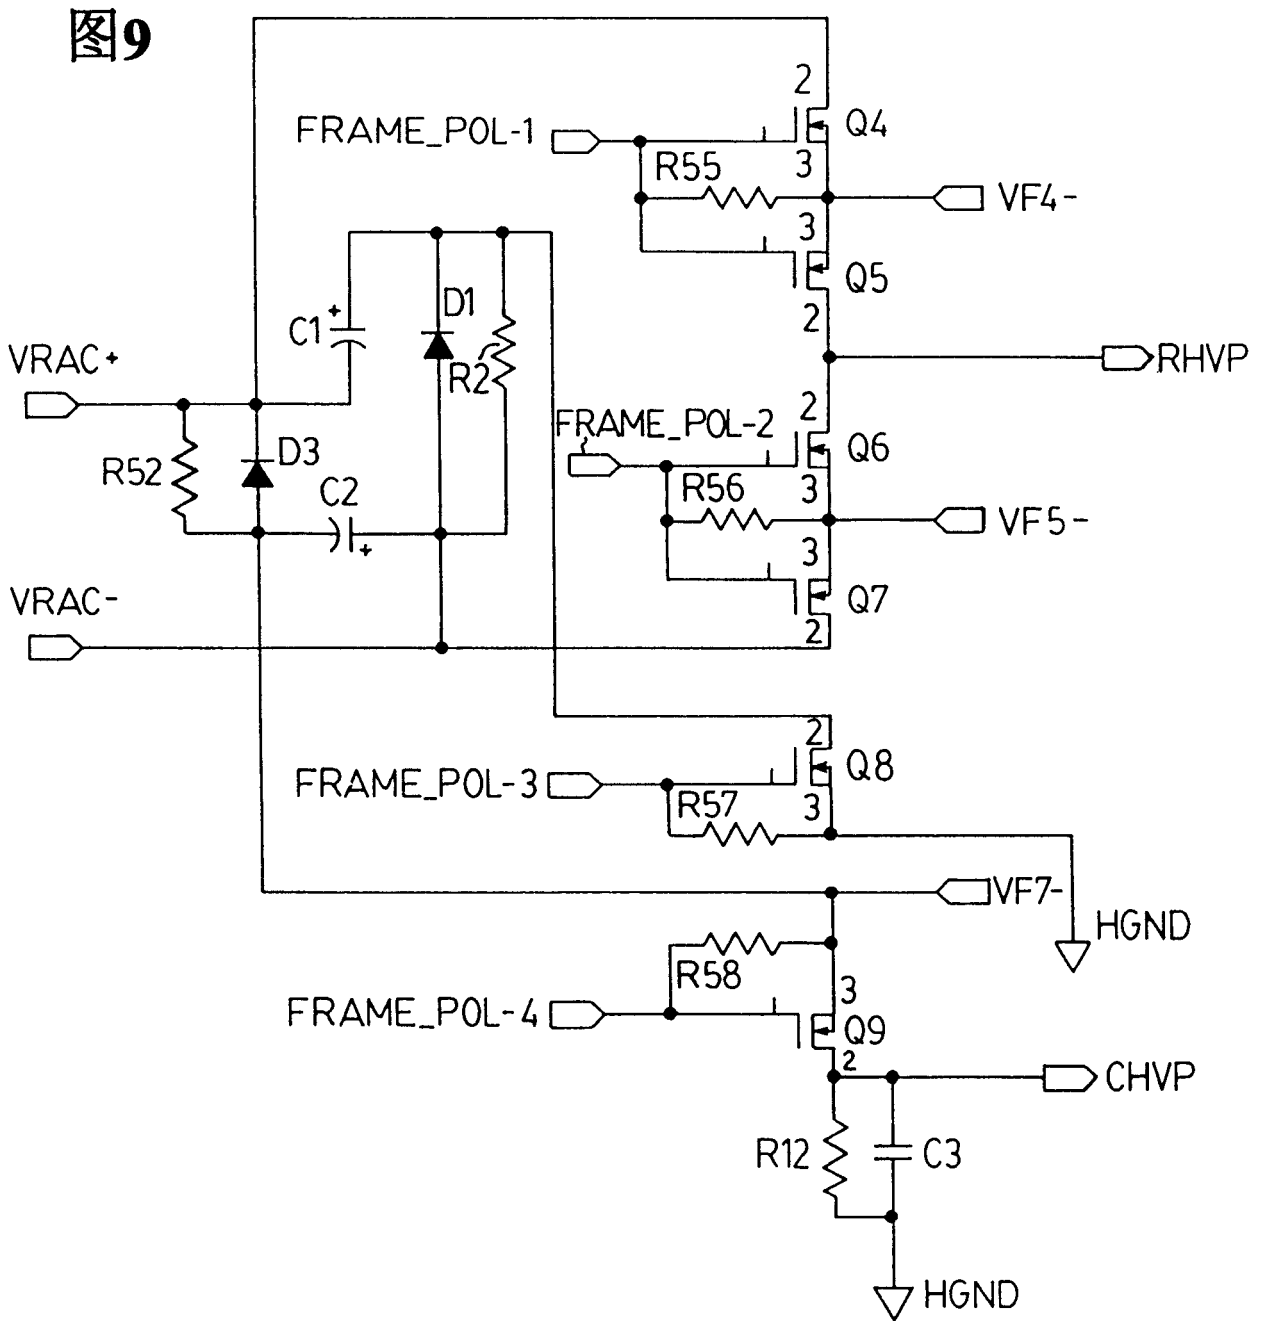 图9
2
FRAME_POL-1
Q4
R55
3
VF4-
3
Q5
D1
+
C1
2
VRAC+
R2
RHVP
2
FRAME_POL-2
Q6
D3
R52
C2
R56
3
+
VF5-
3
VRAC-
Q7
2
2
Q8
FRAME_POL-3
R57
3
VF7-
HGND
R58
3
FRAME_POL-4
Q9
2
CHVP
R12
C3
HGND